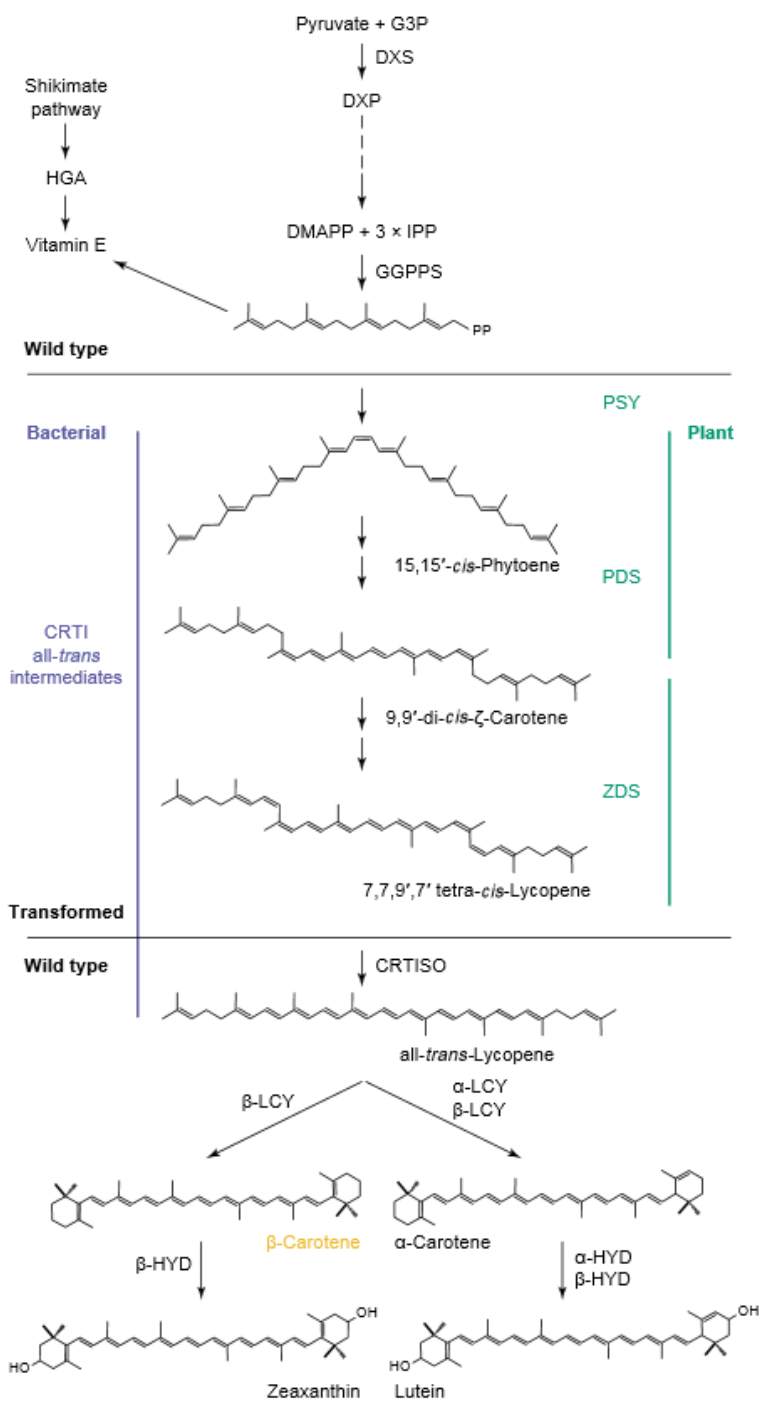 Pyruvate + G3P
DXS
Shikimate
pathway
DXP
HGA
DMAPP + 3 × IPP
Vitamin E
GGPPS
PP
Wild type
PSY
Bacterial
Plant
15,15′-cis-Phytoene
PDS
CRTI
all-trans
intermediates
9,9′-di-cis-ζ-Carotene
ZDS
7,7,9′,7′ tetra-cis-Lycopene
Transformed
Wild type
CRTISO
all-trans-Lycopene
β-LCY
α-LCY
β-LCY
β-Carotene
α-Carotene
β-HYD
α-HYD
β-HYD
OH
HO
OH
HO
Zeaxanthin
Lutein